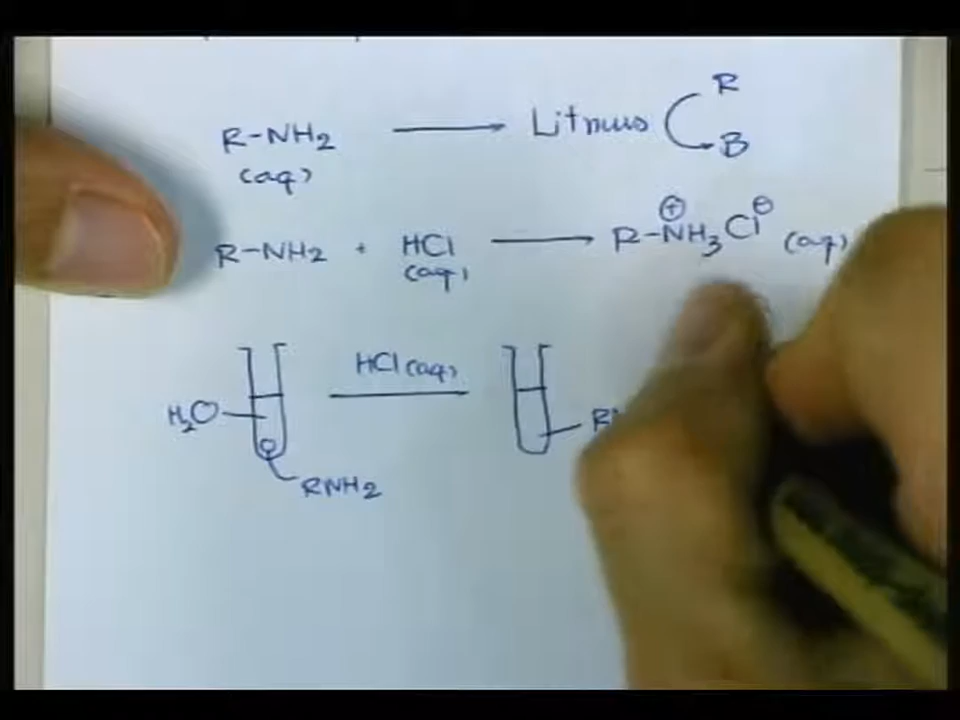 R-NH2 → Litmus R
(aq) B
R-NH2 + HCl → R-N⊕H3Cl⊖ (aq)
(aq)
HCl(aq)
H2O
RNH2